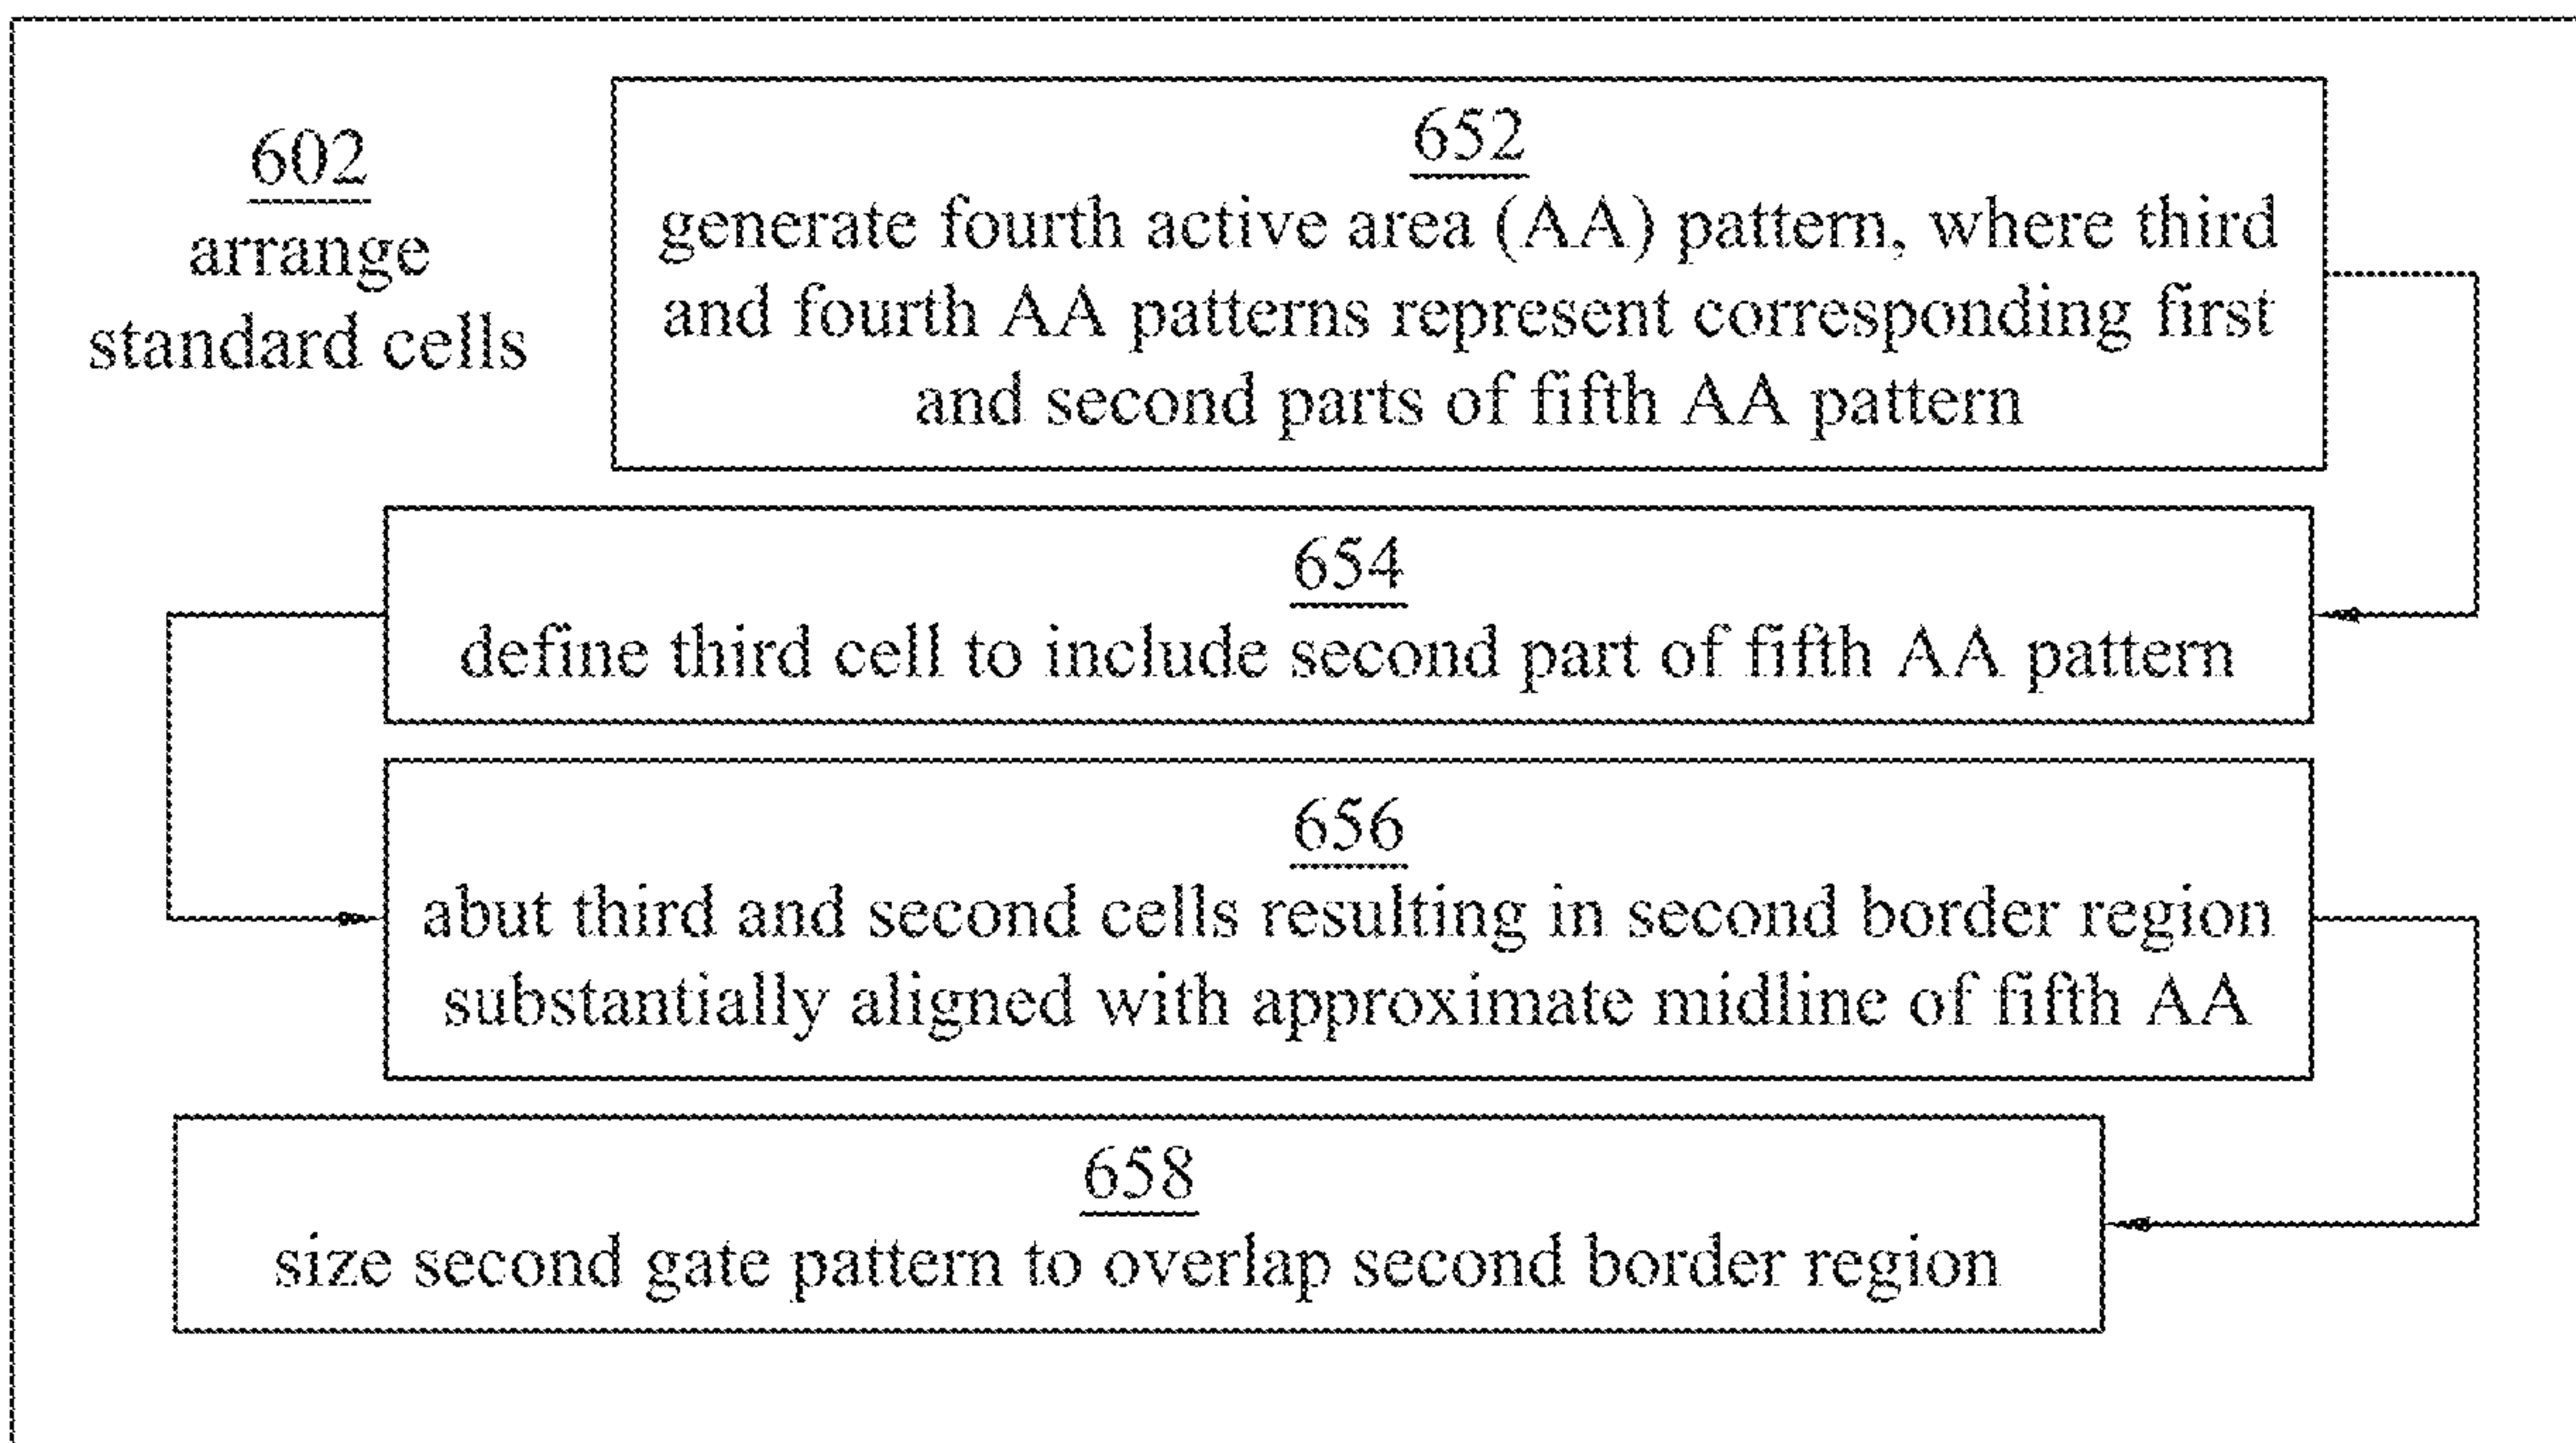 602
arrange
standard cells
652
generate fourth active area (AA) pattern, where third
and fourth AA patterns represent corresponding first
and second parts of fifth AA pattern
654
define third cell to include second part of fifth AA pattern
656
abut third and second cells resulting in second border region
substantially aligned with approximate midline of fifth AA
658
size second gate pattern to overlap second border region